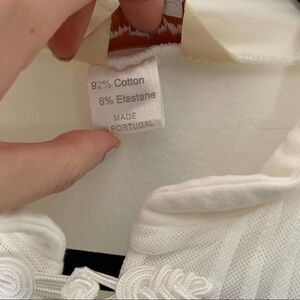 92% Cotton
8% Elastane
MADE
IN PORTUGAL